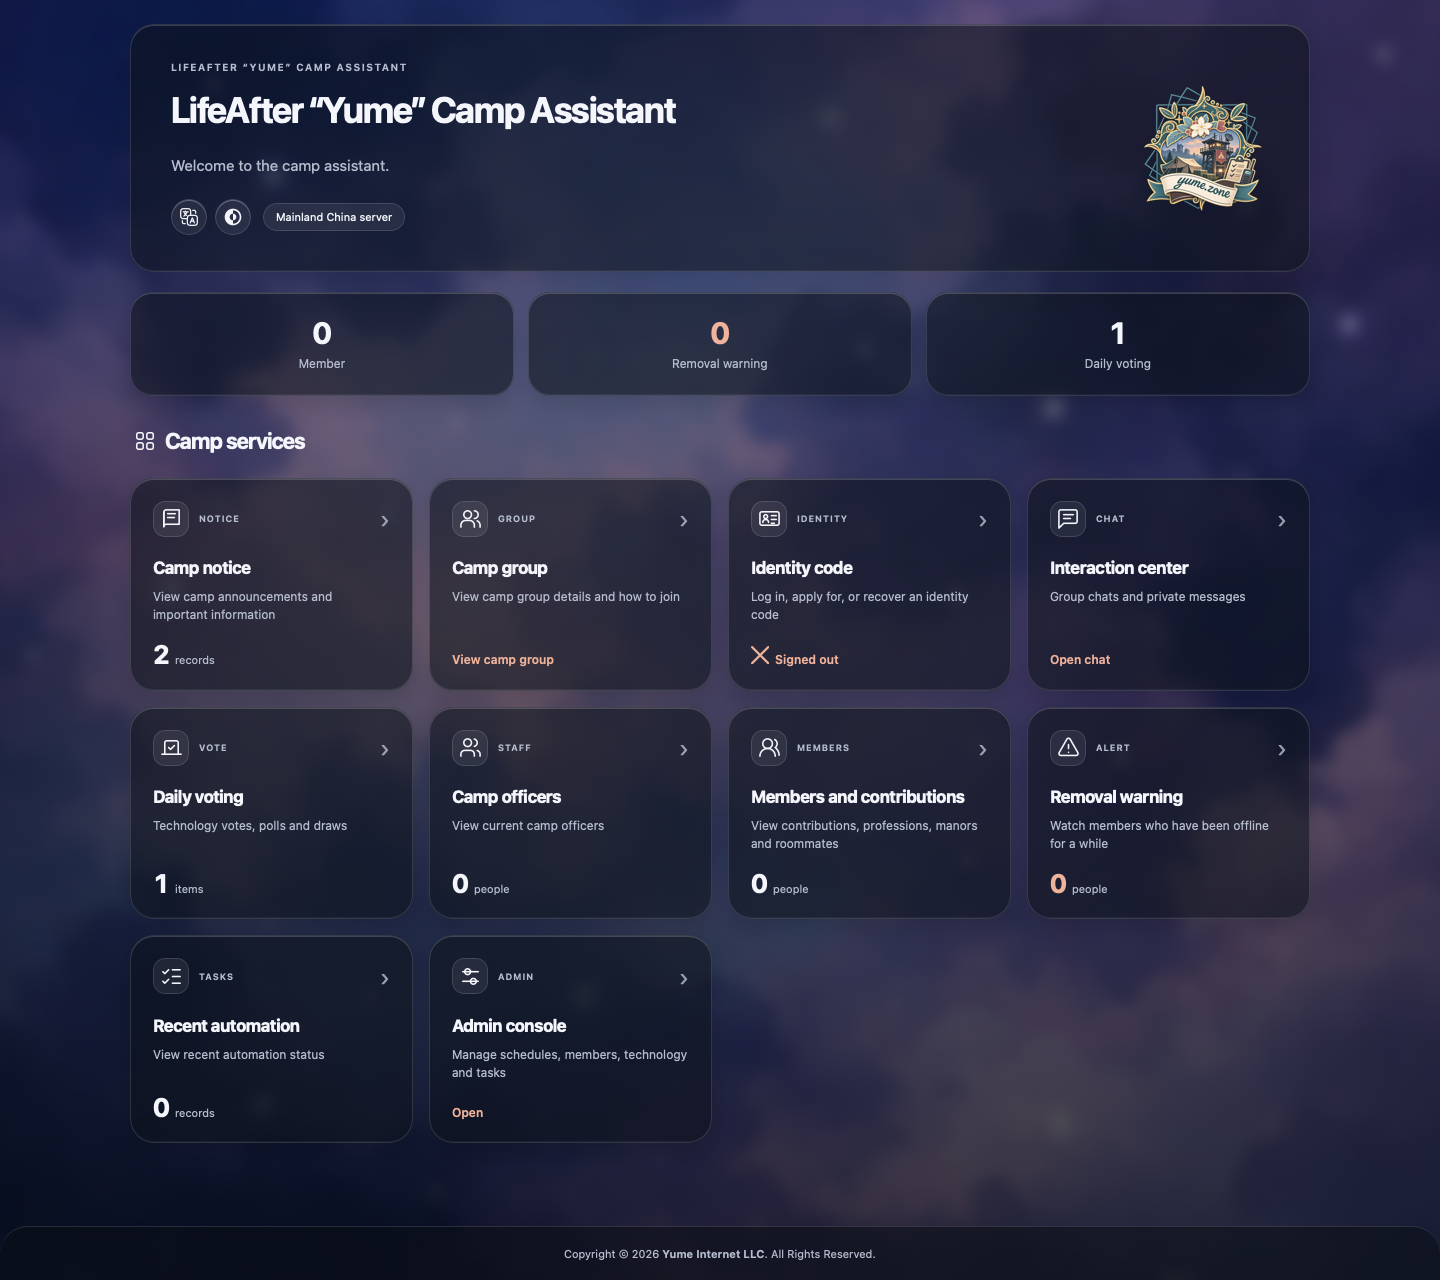 LIFEAFTER “YUME” CAMP ASSISTANT
LifeAfter “Yume” Camp Assistant
Welcome to the camp assistant.
Mainland China server
yume.zone
0
Member
0
Removal warning
1
Daily voting
Camp services
NOTICE
Camp notice
View camp announcements and
important information
2 records
GROUP
Camp group
View camp group details and how to join
View camp group
IDENTITY
Identity code
Log in, apply for, or recover an identity
code
Signed out
CHAT
Interaction center
Group chats and private messages
Open chat
VOTE
Daily voting
Technology votes, polls and draws
1 items
STAFF
Camp officers
View current camp officers
0 people
MEMBERS
Members and contributions
View contributions, professions, manors
and roommates
0 people
ALERT
Removal warning
Watch members who have been offline
for a while
0 people
TASKS
Recent automation
View recent automation status
0 records
ADMIN
Admin console
Manage schedules, members, technology
and tasks
Open
Copyright © 2026 Yume Internet LLC. All Rights Reserved.